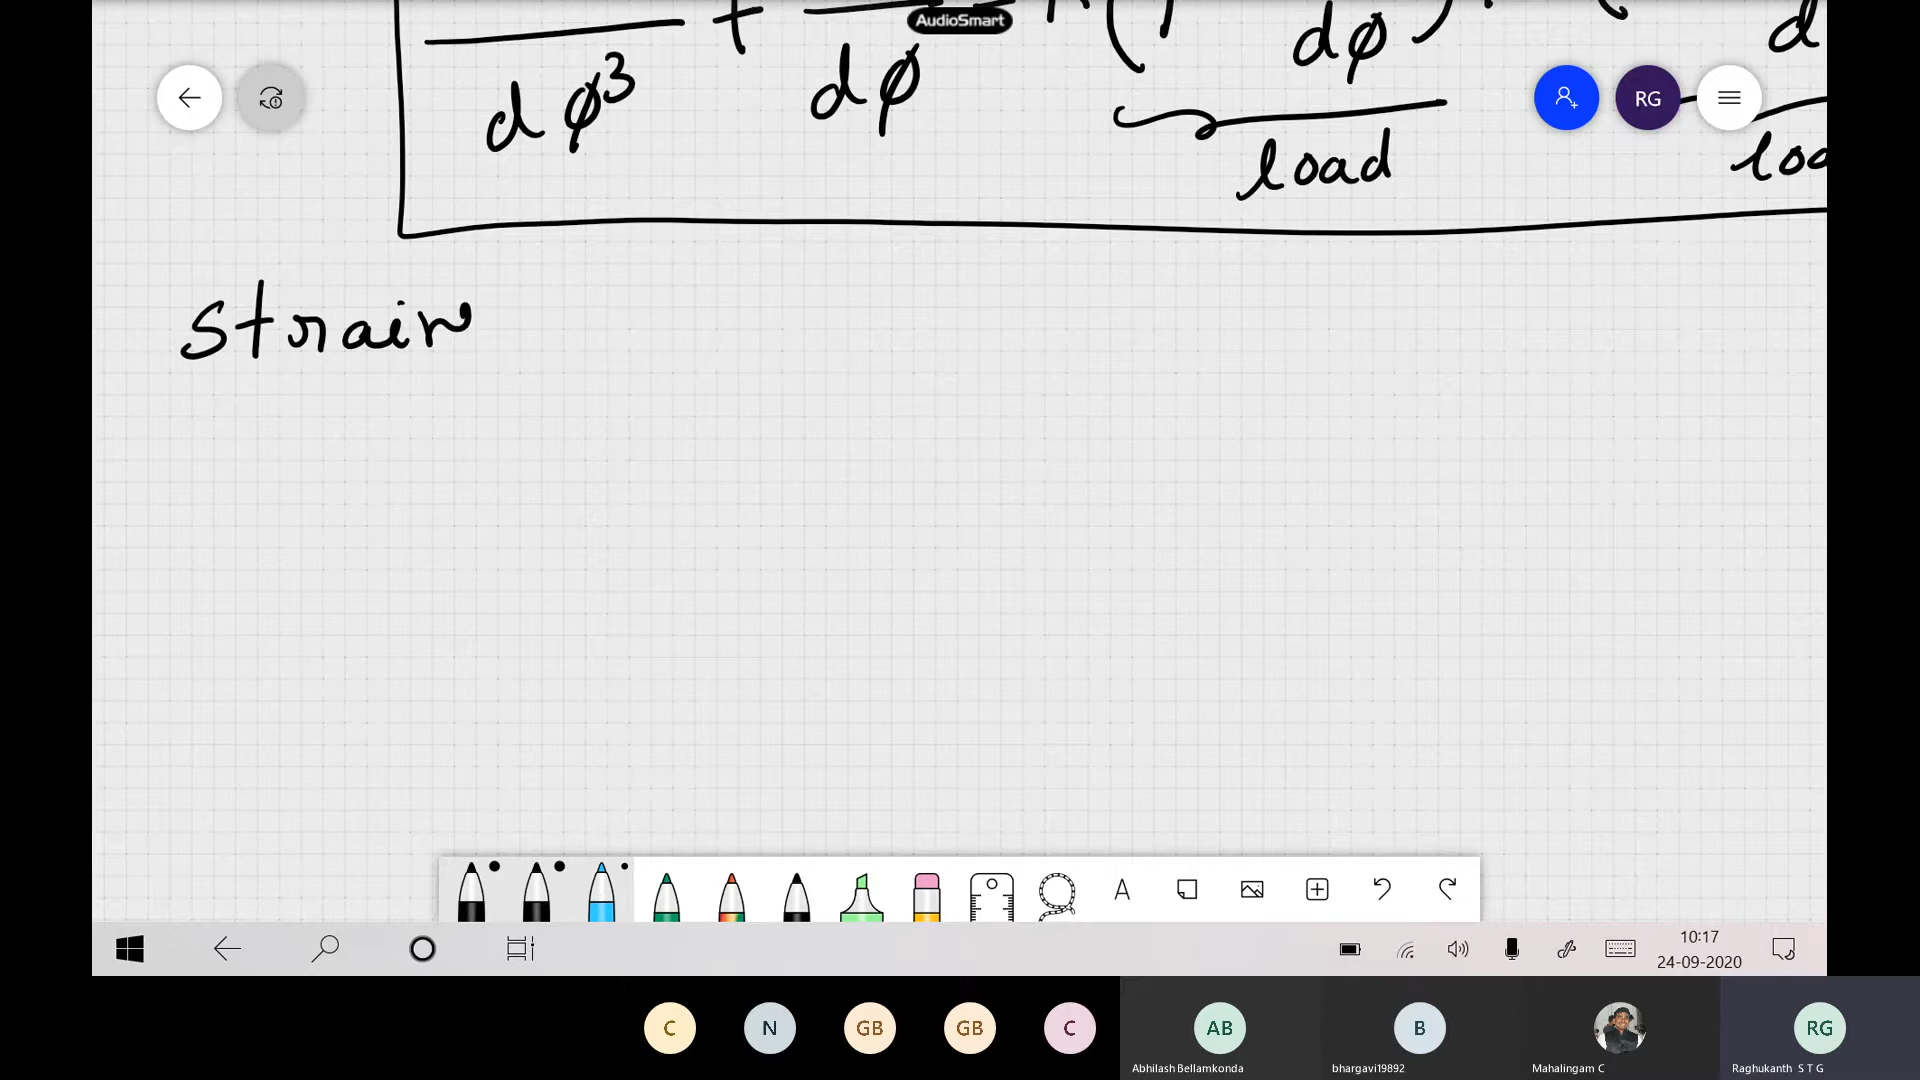 AudioSmart
dφ
d
dφ³ + dφ
RG
load
strain
A
10:17
24-09-2020
C N GB GB C AB B RG
Abhilash Bellamkonda bhargavi19892 Mahalingam C Raghukanth S T G